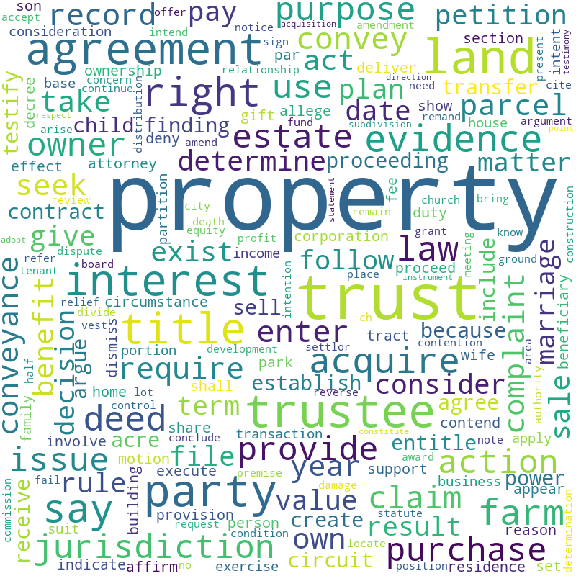 son offer acquisition amendment
record pay purpose petition
accept consideration notice intend sign
agreement convey land
base ownership concern continue relationship par act deliver section
present intent cite testimony
testify decree take right use plan transfer
direction need
arise respect amend distribution gift allege date show parcel
child finding fund subdivision remand house argument
owner deny estate evidence point
effect attorney determine proceeding matter
seek review partition property fee church bring
contract city death equity statement remain duty construction
adopt give profit corporation grant know
refer dispute exist follow law ground
tenant board income place proceed meeting include
interest intention trust instrument marriage
conveyance benefit relief circumstance sell ch because beneficiary
divide vest title enter tract contention
decision argue dismiss portion settlor acquire wife complaint area authority
family half require development park reverse consider sale
home lot establish
control term shall agree
deed share contend entitle
acre trustee
involve conclude transaction constitute note apply
issue motion file provide year award business action power
commission fail execute premise support appear
say rule building party value damage claim farm determination
receive suit provision person create statute result reason
request condition own purchase
jurisdiction locate circuit
indicate affirm no exercise position residence set